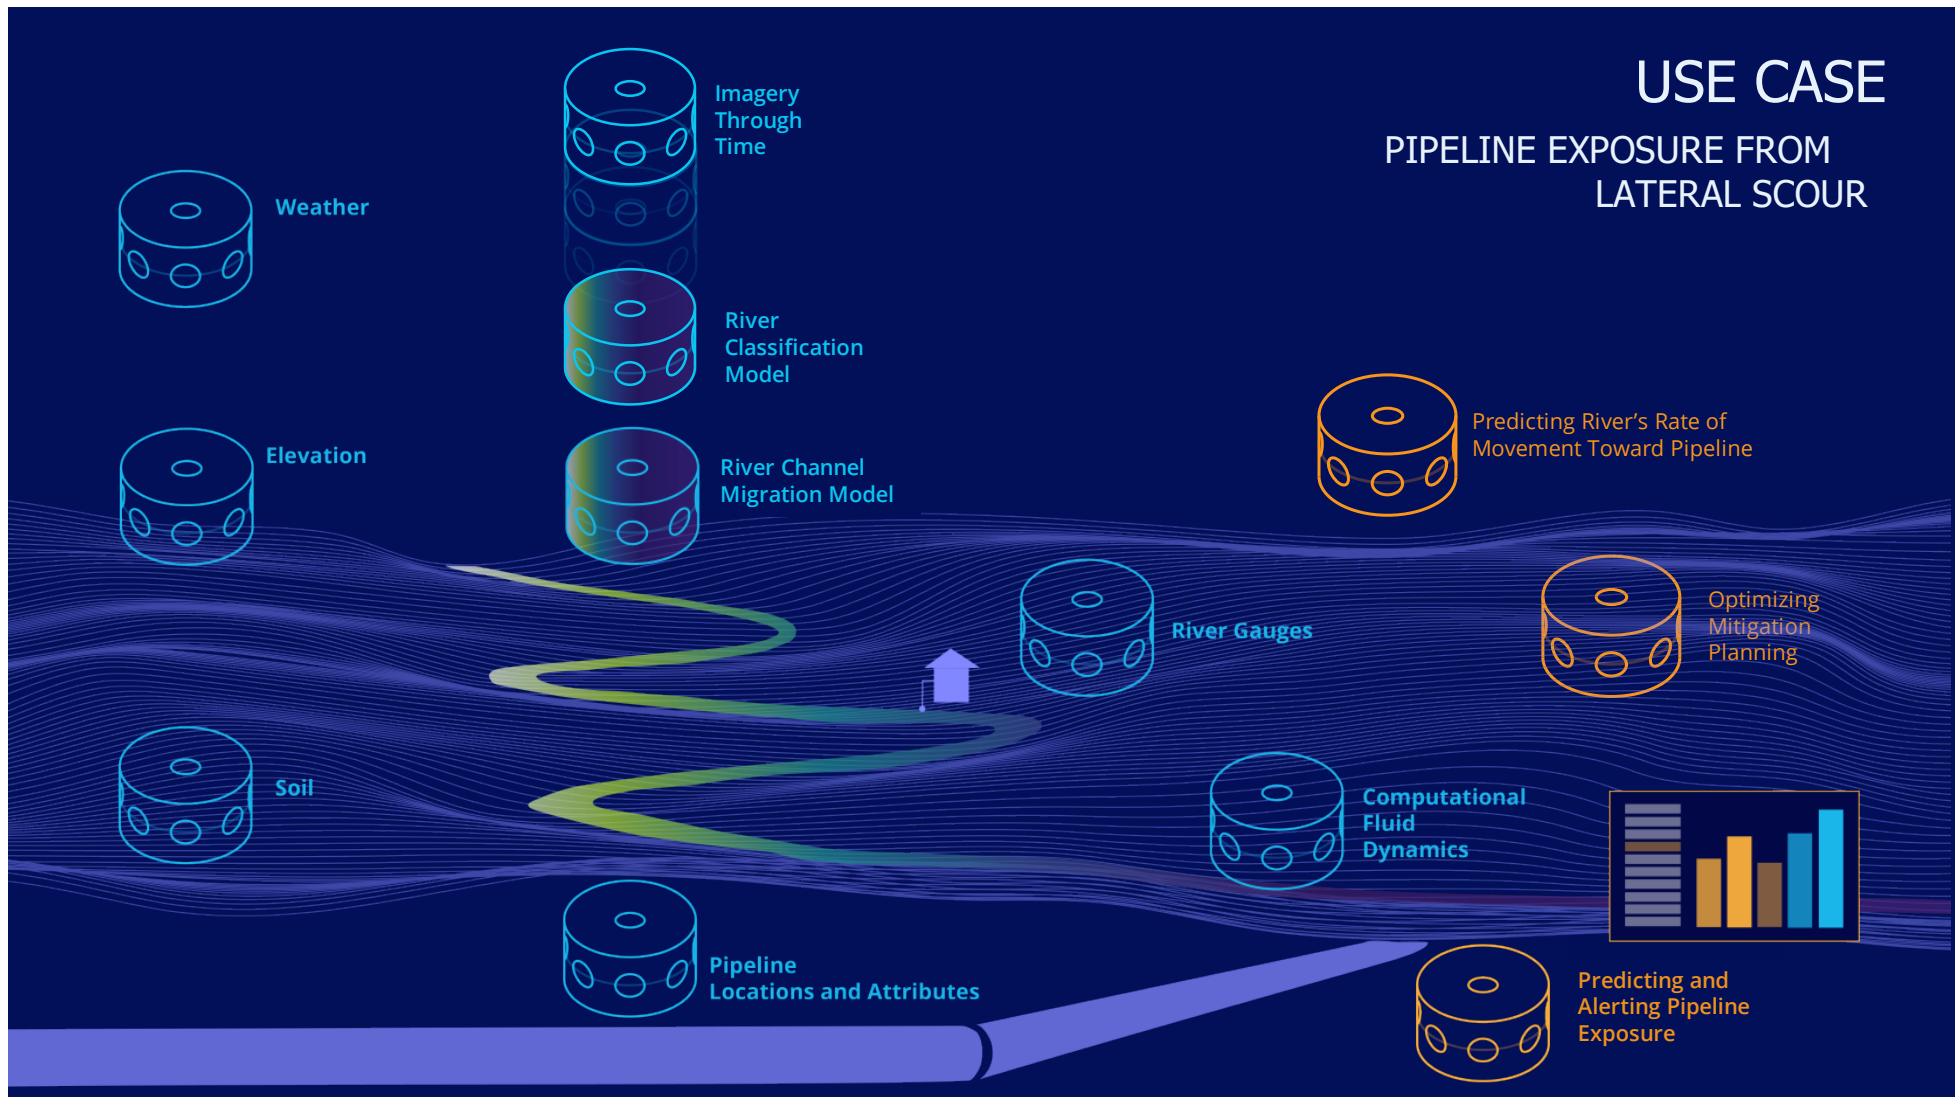 USE CASE
PIPELINE EXPOSURE FROM
LATERAL SCOUR
Imagery
Through
Time
Weather
River
Classification
Model
Elevation
River Channel
Migration Model
Predicting River’s Rate of
Movement Toward Pipeline
River Gauges
Optimizing
Mitigation
Planning
Soil
Computational
Fluid
Dynamics
Pipeline
Locations and Attributes
Predicting and
Alerting Pipeline
Exposure